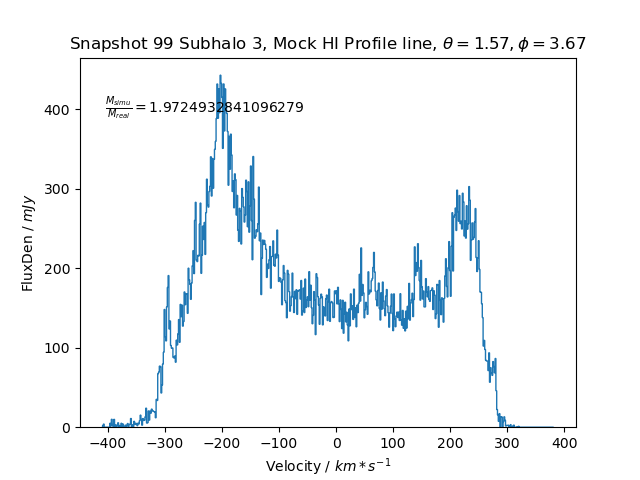 Snapshot 99 Subhalo 3, Mock HI Profile line, θ = 1.57, ϕ = 3.67
M_simu/M_real = 1.9724932841096279
FluxDen / mJy
400
300
200
100
0
−400 −300 −200 −100 0 100 200 300 400
Velocity / km * s⁻¹